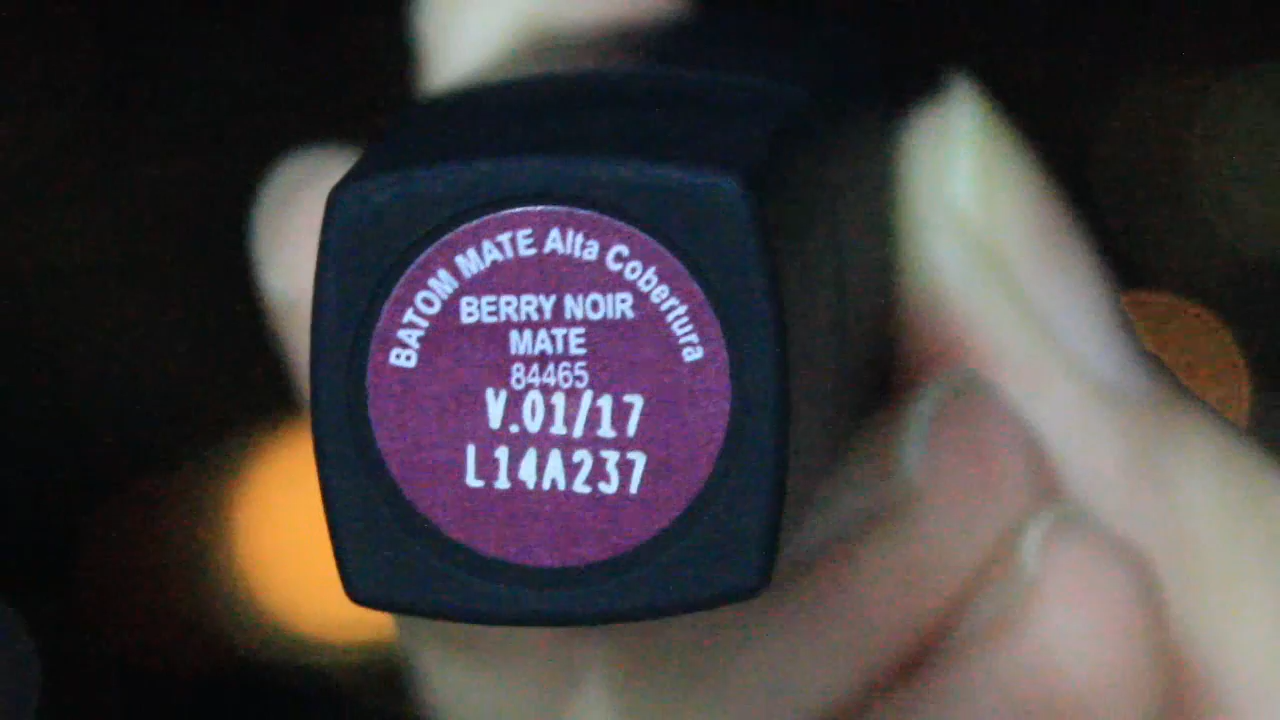 BATOM MATE Alta Cobertura
BERRY NOIR
MATE
84465
V.01/17
L14A237